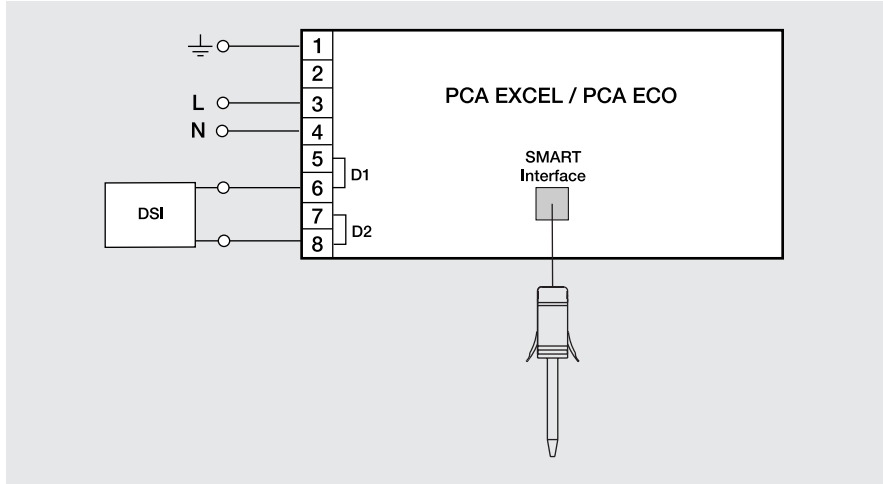 1
2
L 3
N 4
5
D1
6
7
D2
8
DSI
PCA EXCEL / PCA ECO
SMART
Interface